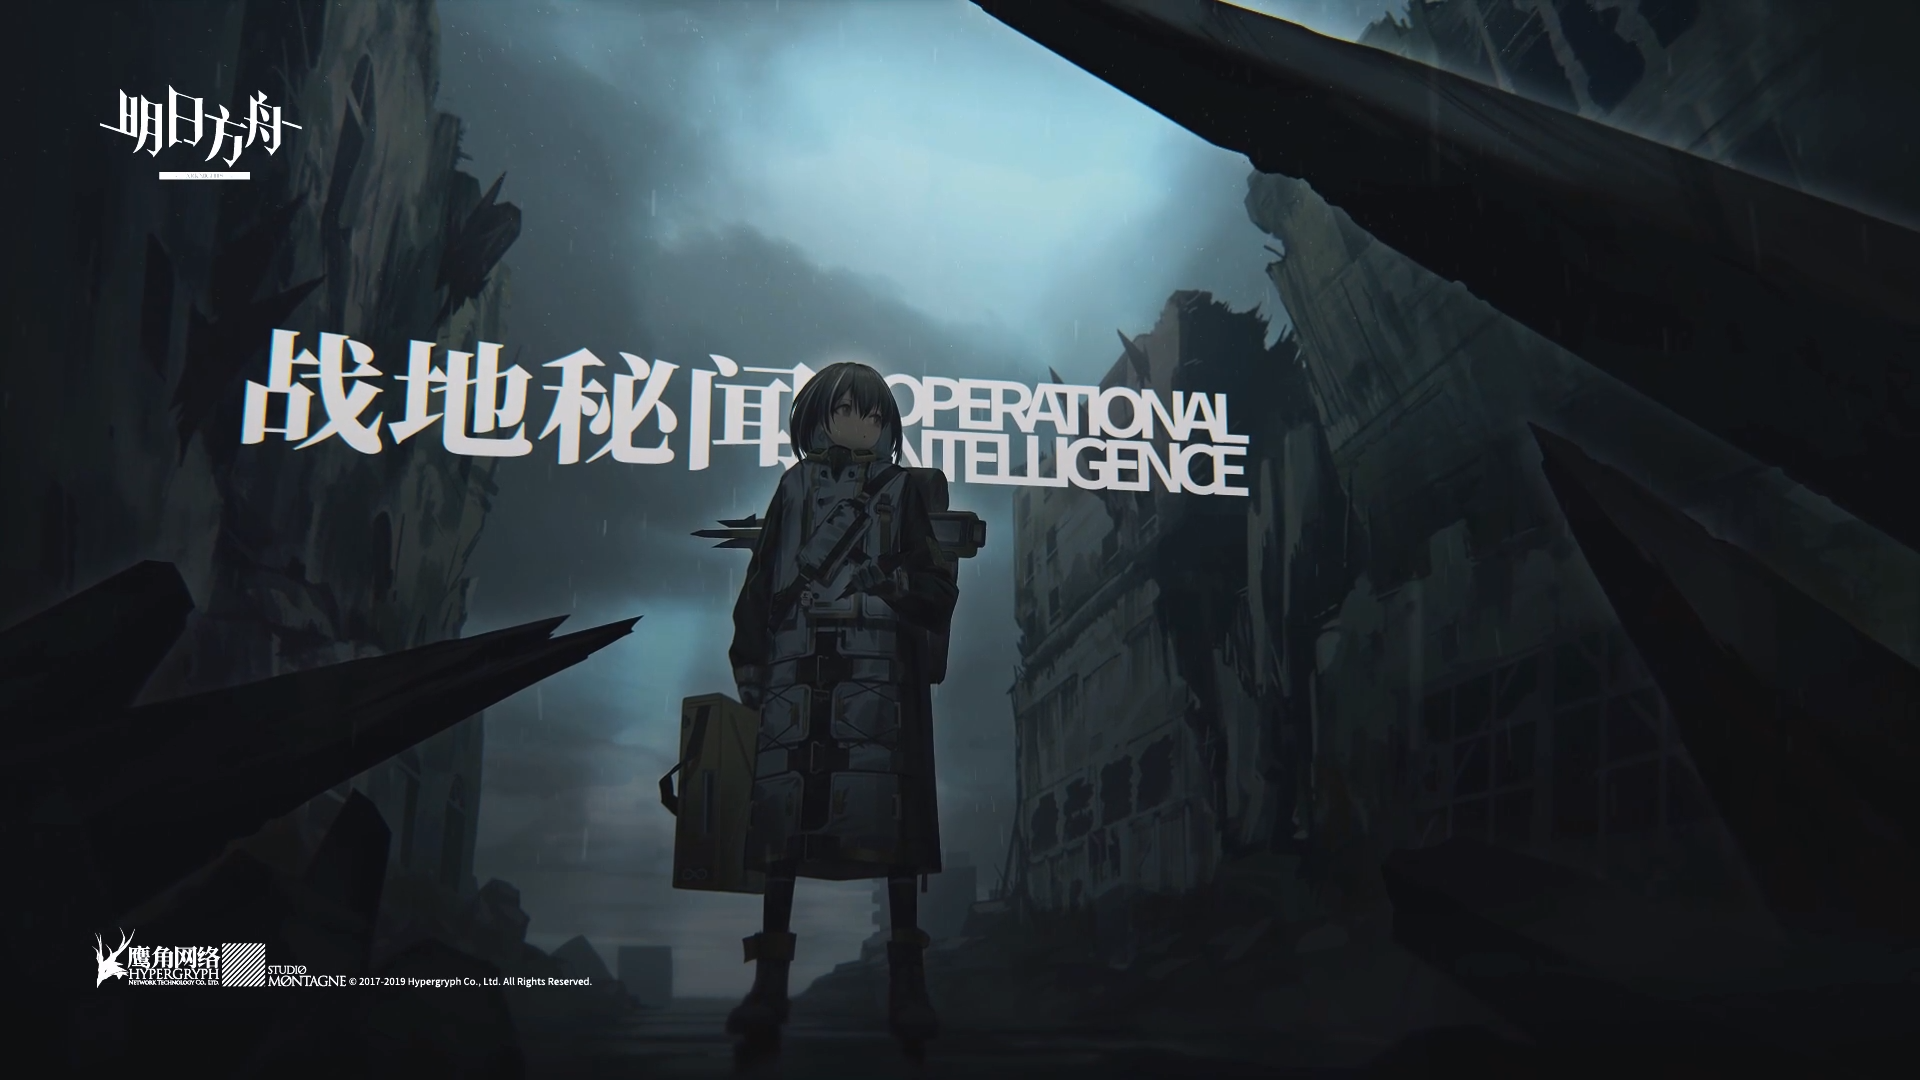 明日方舟
战地秘闻
OPERATIONAL
INTELLIGENCE
鹰角网络
HYPERGRYPH
NETWORK TECHNOLOGY CO., LTD.
STUDIO
MØNTAGNE
© 2017-2019 Hypergryph Co., Ltd. All Rights Reserved.